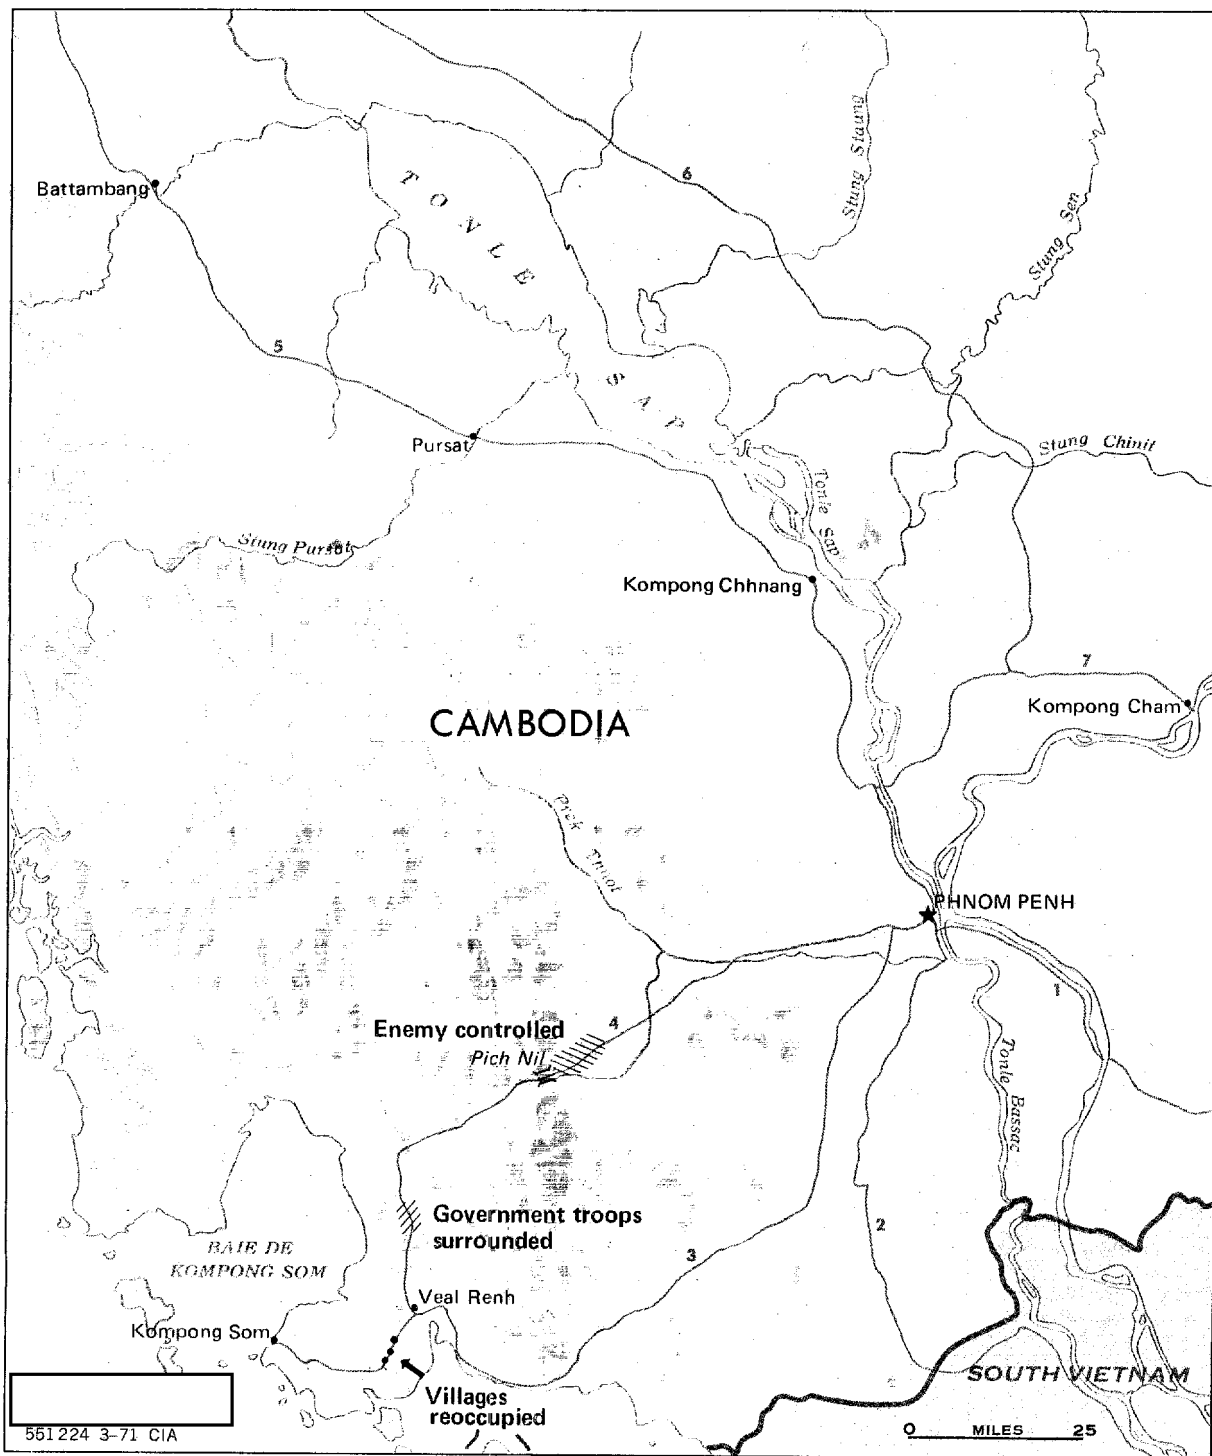 6
Stung Staung
Stung Sen
Battambang
TONLE SAP
5
Pursat
Stung Chinit
Tonle Sap
Stung Pursat
Kompong Chhnang
7
Kompong Cham
CAMBODIA
Prek Tnnot
PHNOM PENH
1
Enemy controlled
4
Pich Nil
Tonle Bassac
Government troops
surrounded
2
3
BAIE DE
KOMPONG SOM
Veal Renh
Kompong Som
Villages
reoccupied
SOUTH VIETNAM
0 MILES 25
551224 3-71 CIA